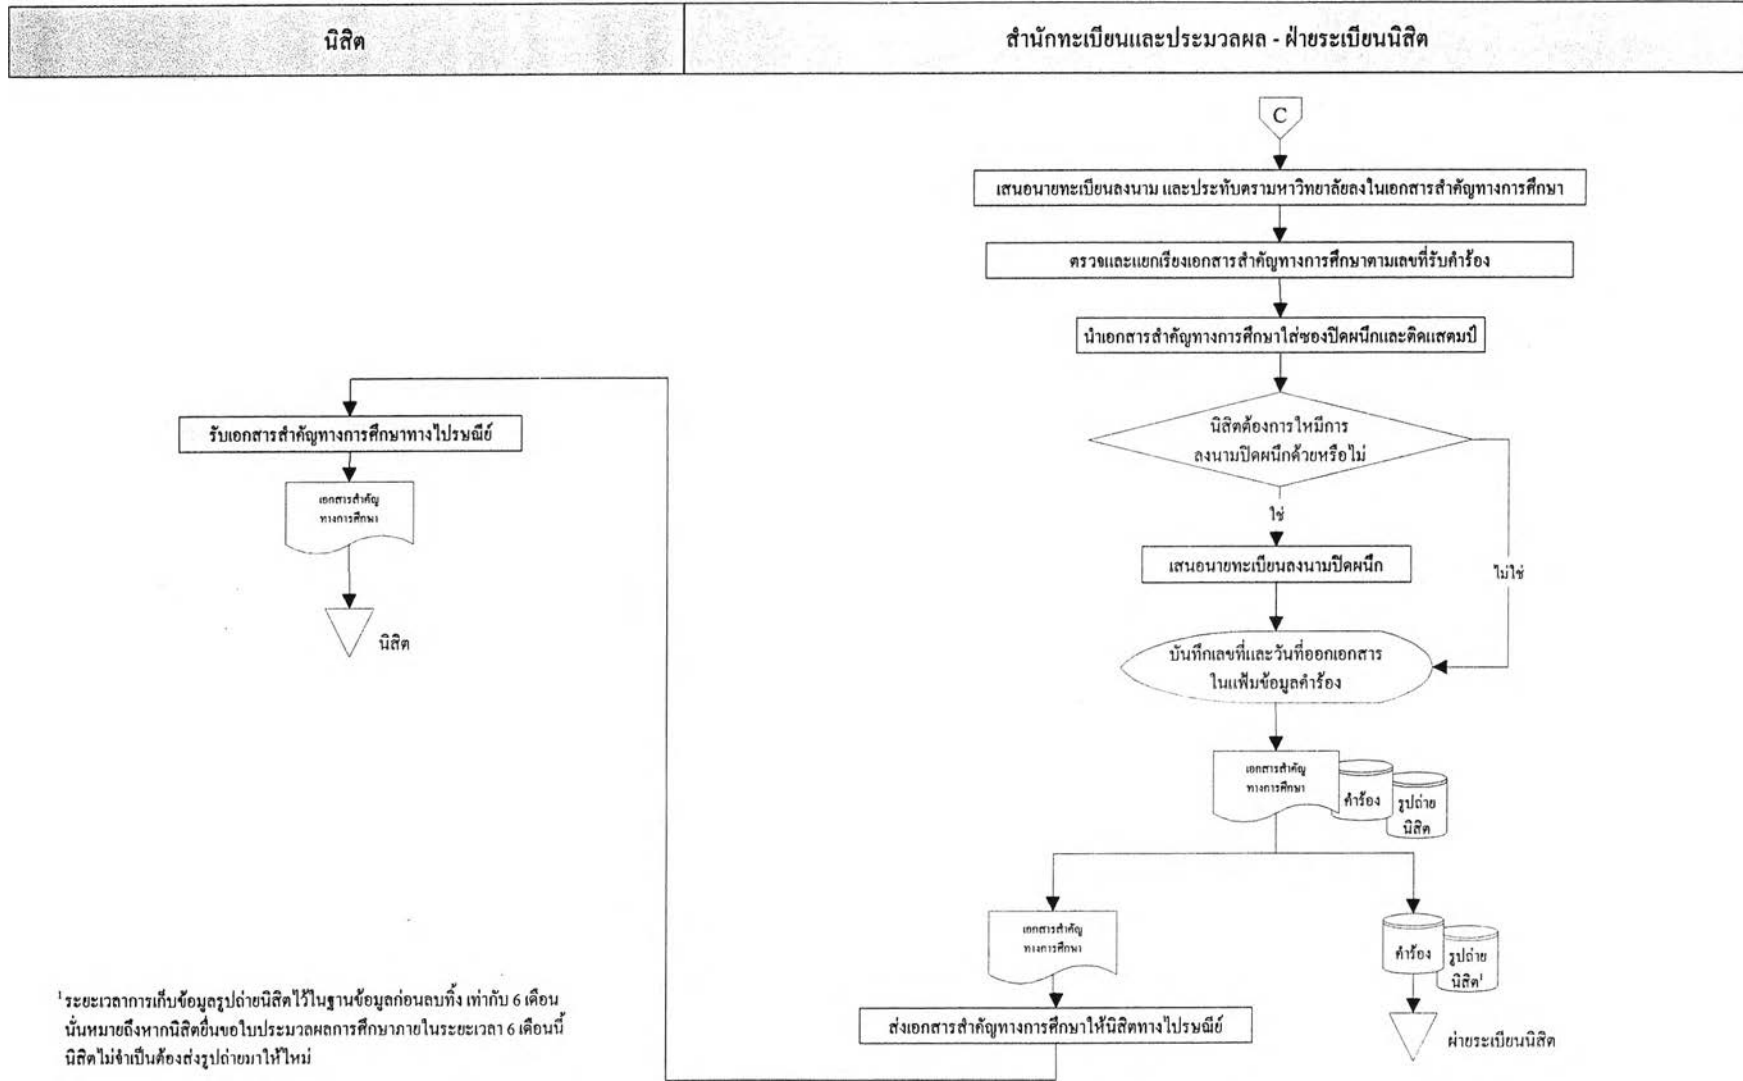 นิสิต
สำนักทะเบียนและประมวลผล - ฝ่ายระเบียนนิสิต
C
เสนอนายทะเบียนลงนาม และประทับตรามหาวิทยาลัยลงในเอกสารสำคัญทางการศึกษา
ตรวจและแยกเรียงเอกสารสำคัญทางการศึกษาตามเลขที่รับคำร้อง
นำเอกสารสำคัญทางการศึกษาใส่ซองปิดผนึกและติดแสตมป์
นิสิตต้องการใหมีการ
ลงนามปิดผนึกด้วยหรือไม่
ใช่
ไม่ใช่
เสนอนายทะเบียนลงนามปิดผนึก
บันทึกเลขที่และวันที่ออกเอกสาร
ในแฟ้มข้อมูลคำร้อง
เอกสารสำคัญ
ทางการศึกษา
คำร้อง
รูปถ่าย
นิสิต
เอกสารสำคัญ
ทางการศึกษา
คำร้อง
รูปถ่าย
นิสิต¹
ส่งเอกสารสำคัญทางการศึกษาให้นิสิตทางไปรษณีย์
ฝ่ายระเบียนนิสิต
รับเอกสารสำคัญทางการศึกษาทางไปรษณีย์
เอกสารสำคัญ
ทางการศึกษา
นิสิต
¹ ระยะเวลาการเก็บข้อมูลรูปถ่ายนิสิตไว้ในฐานข้อมูลก่อนลบทิ้ง เท่ากับ 6 เดือน
นั่นหมายถึงหากนิสิตยื่นขอใบประมวลผลการศึกษาภายในระยะเวลา 6 เดือนนี้
นิสิตไม่จำเป็นต้องส่งรูปถ่ายมาให้ใหม่